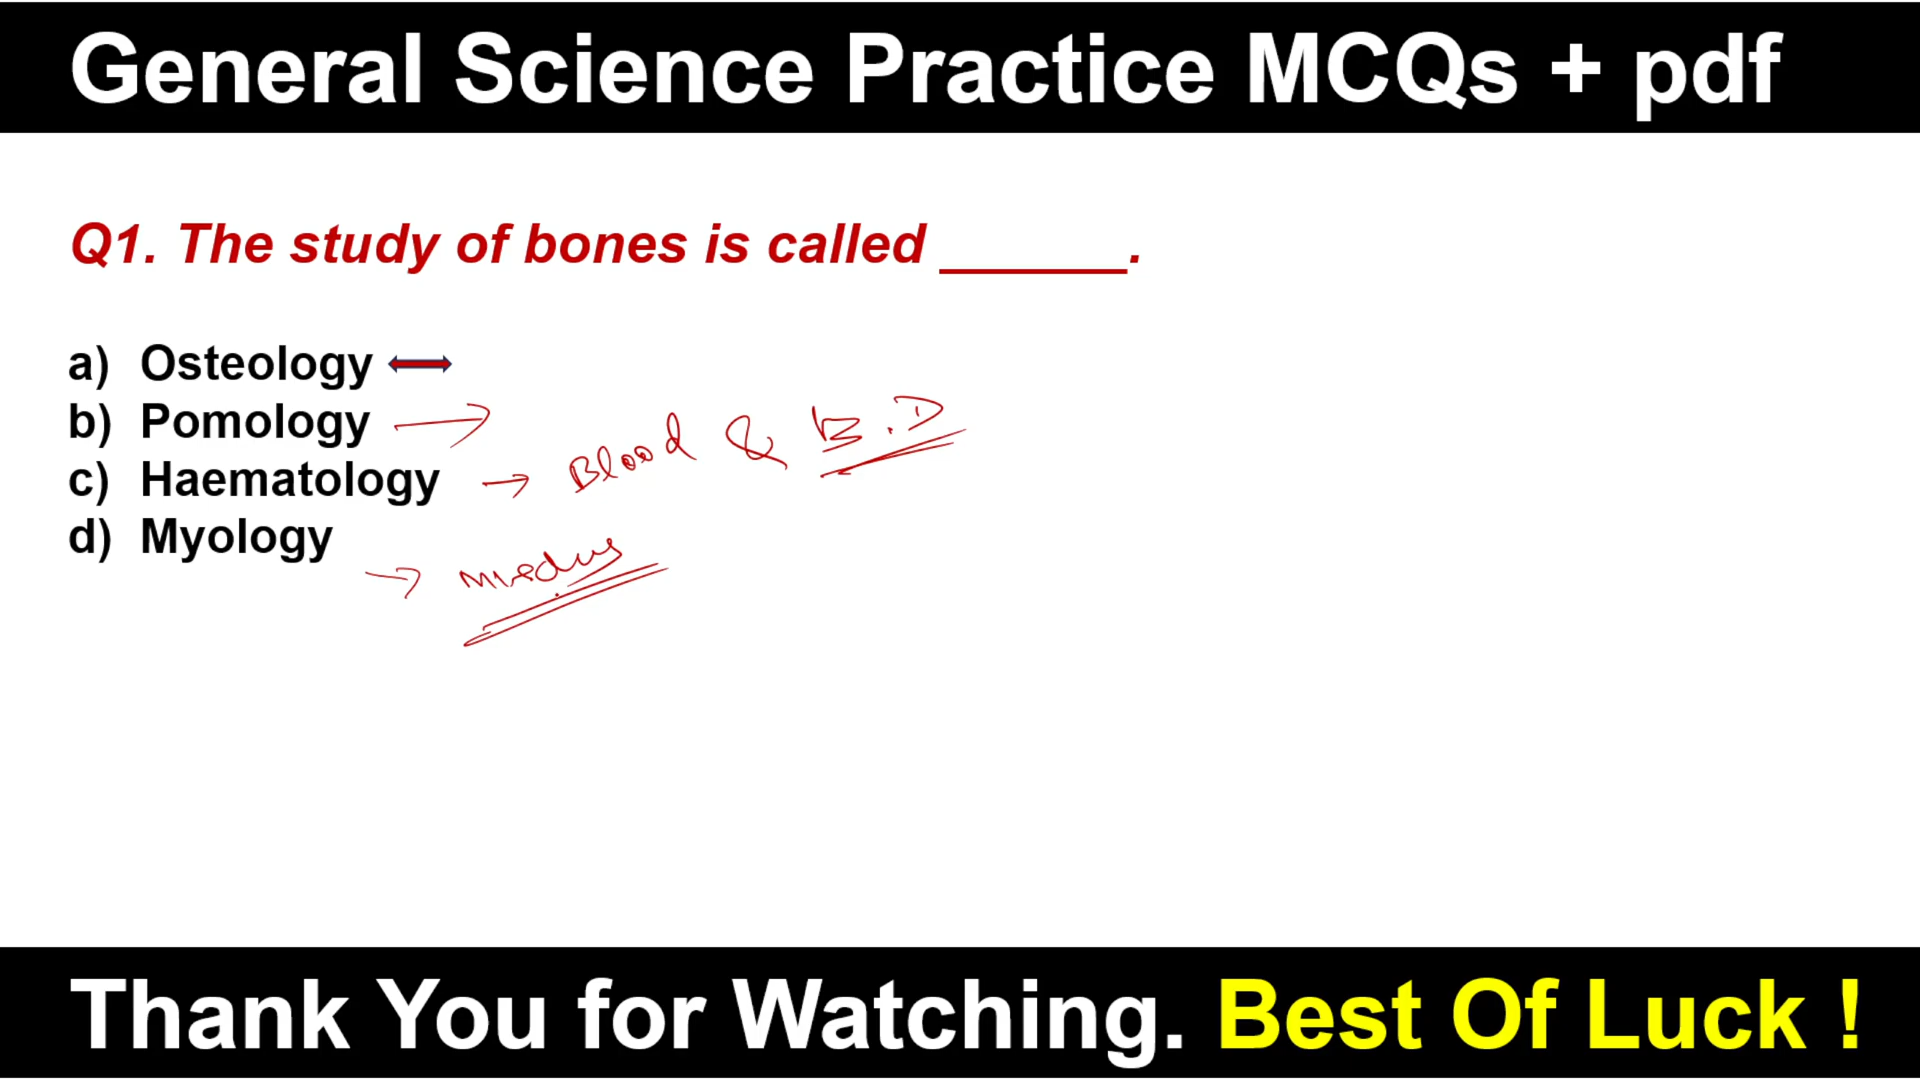 General Science Practice MCQs + pdf
Q1. The study of bones is called ______.
a) Osteology
b) Pomology
c) Haematology → Blood & B.D
d) Myology
Thank You for Watching. Best Of Luck !